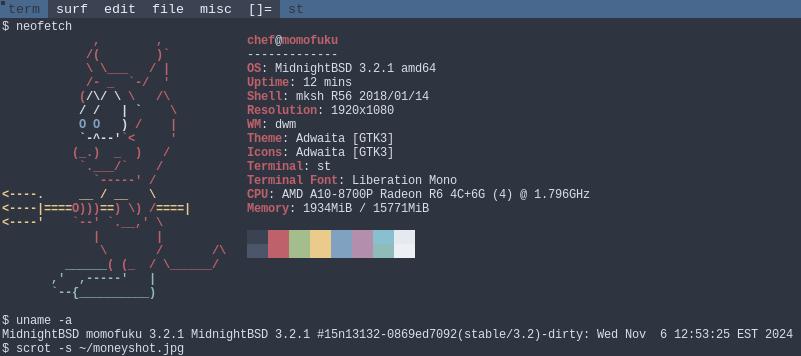 term surf edit file misc []= st
$ neofetch
chef@momofuku
-------------
OS: MidnightBSD 3.2.1 amd64
Uptime: 12 mins
Shell: mksh R56 2018/01/14
Resolution: 1920x1080
WM: dwm
Theme: Adwaita [GTK3]
Icons: Adwaita [GTK3]
Terminal: st
Terminal Font: Liberation Mono
CPU: AMD A10-8700P Radeon R6 4C+6G (4) @ 1.796GHz
Memory: 1934MiB / 15771MiB
$ uname -a
MidnightBSD momofuku 3.2.1 MidnightBSD 3.2.1 #15n13132-0869ed7092(stable/3.2)-dirty: Wed Nov  6 12:53:25 EST 2024
$ scrot -s ~/moneyshot.jpg